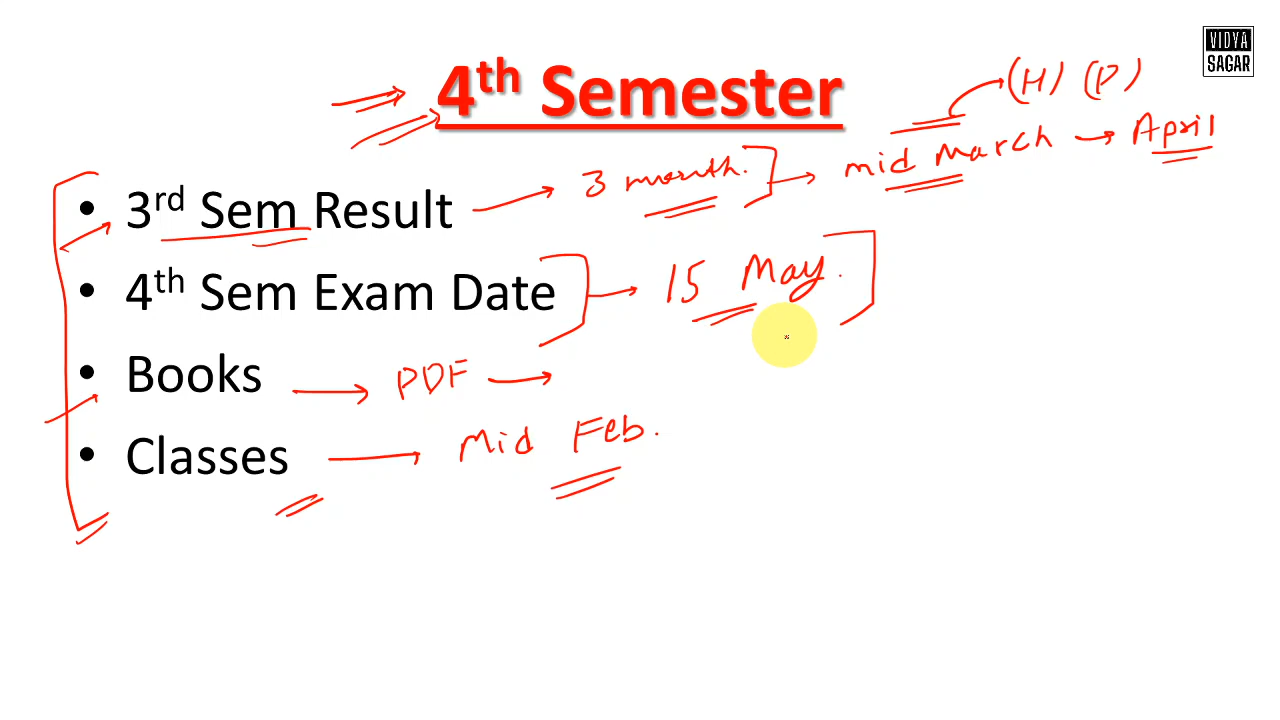 VIDYA
SAGAR
4th Semester
(H) (P)
3rd Sem Result → 3 month. → mid March → April
4th Sem Exam Date → 15 May.
Books → PDF →
Classes → Mid Feb.